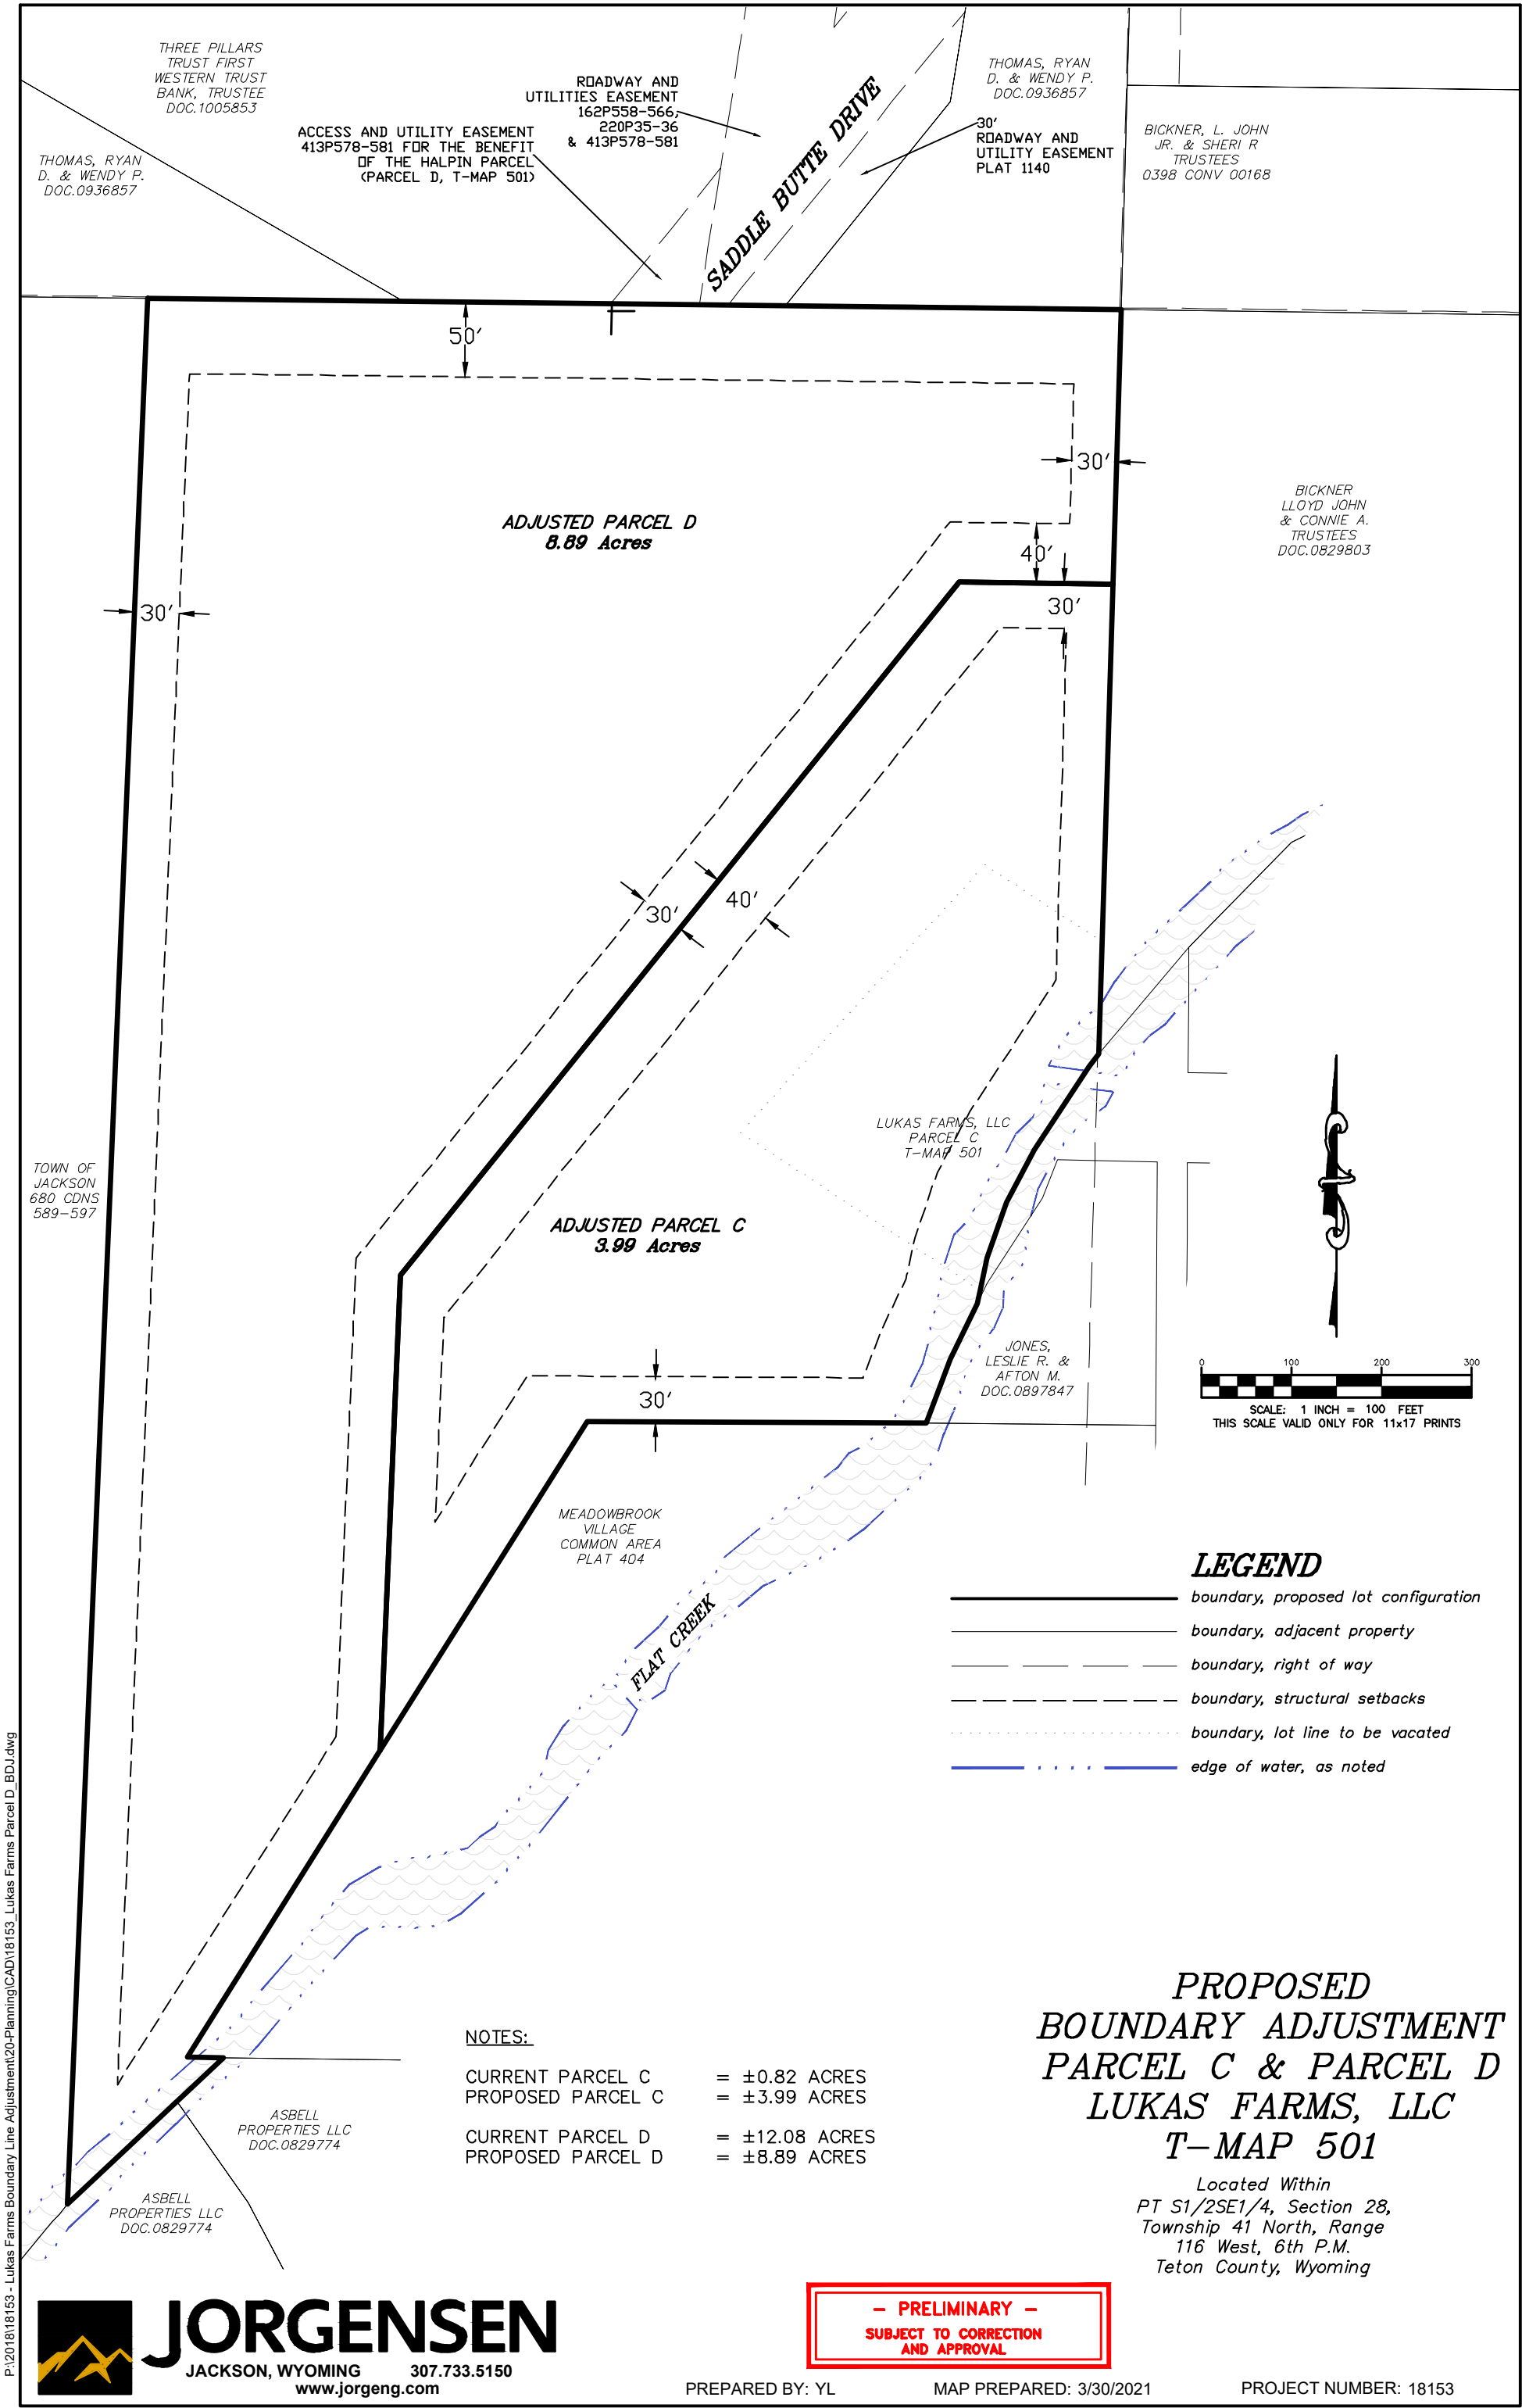 THREE PILLARS
TRUST FIRST
WESTERN TRUST
BANK, TRUSTEE
DOC.1005853
THOMAS, RYAN
D. & WENDY P.
DOC.0936857
ROADWAY AND
UTILITIES EASEMENT
162P558-566,
220P35-36
& 413P578-581
ACCESS AND UTILITY EASEMENT
413P578-581 FOR THE BENEFIT
OF THE HALPIN PARCEL
(PARCEL D, T-MAP 501)
SADDLE BUTTE DRIVE
THOMAS, RYAN
D. & WENDY P.
DOC.0936857
30'
ROADWAY AND
UTILITY EASEMENT
PLAT 1140
BICKNER, L. JOHN
JR. & SHERI R
TRUSTEES
0398 CONV 00168
50'
30'
BICKNER
LLOYD JOHN
& CONNIE A.
TRUSTEES
DOC.0829803
ADJUSTED PARCEL D
8.89 Acres
40'
30'
30'
30'
40'
LUKAS FARMS, LLC
PARCEL C
T-MAP 501
TOWN OF
JACKSON
680 CDNS
589-597
ADJUSTED PARCEL C
3.99 Acres
JONES,
LESLIE R. &
AFTON M.
DOC.0897847
30'
0 100 200 300
SCALE: 1 INCH = 100 FEET
THIS SCALE VALID ONLY FOR 11x17 PRINTS
MEADOWBROOK
VILLAGE
COMMON AREA
PLAT 404
FLAT CREEK
LEGEND
boundary, proposed lot configuration
boundary, adjacent property
boundary, right of way
boundary, structural setbacks
boundary, lot line to be vacated
edge of water, as noted
NOTES:
CURRENT PARCEL C = ±0.82 ACRES
PROPOSED PARCEL C = ±3.99 ACRES
CURRENT PARCEL D = ±12.08 ACRES
PROPOSED PARCEL D = ±8.89 ACRES
ASBELL
PROPERTIES LLC
DOC.0829774
ASBELL
PROPERTIES LLC
DOC.0829774
PROPOSED
BOUNDARY ADJUSTMENT
PARCEL C & PARCEL D
LUKAS FARMS, LLC
T-MAP 501
Located Within
PT S1/2SE1/4, Section 28,
Township 41 North, Range
116 West, 6th P.M.
Teton County, Wyoming
JORGENSEN
JACKSON, WYOMING 307.733.5150
www.jorgeng.com
- PRELIMINARY -
SUBJECT TO CORRECTION
AND APPROVAL
PREPARED BY: YL
MAP PREPARED: 3/30/2021
PROJECT NUMBER: 18153
P:\2018\18153 - Lukas Farms Boundary Line Adjustment\20-Planning\CAD\18153_Lukas Farms Parcel D_BDJ.dwg